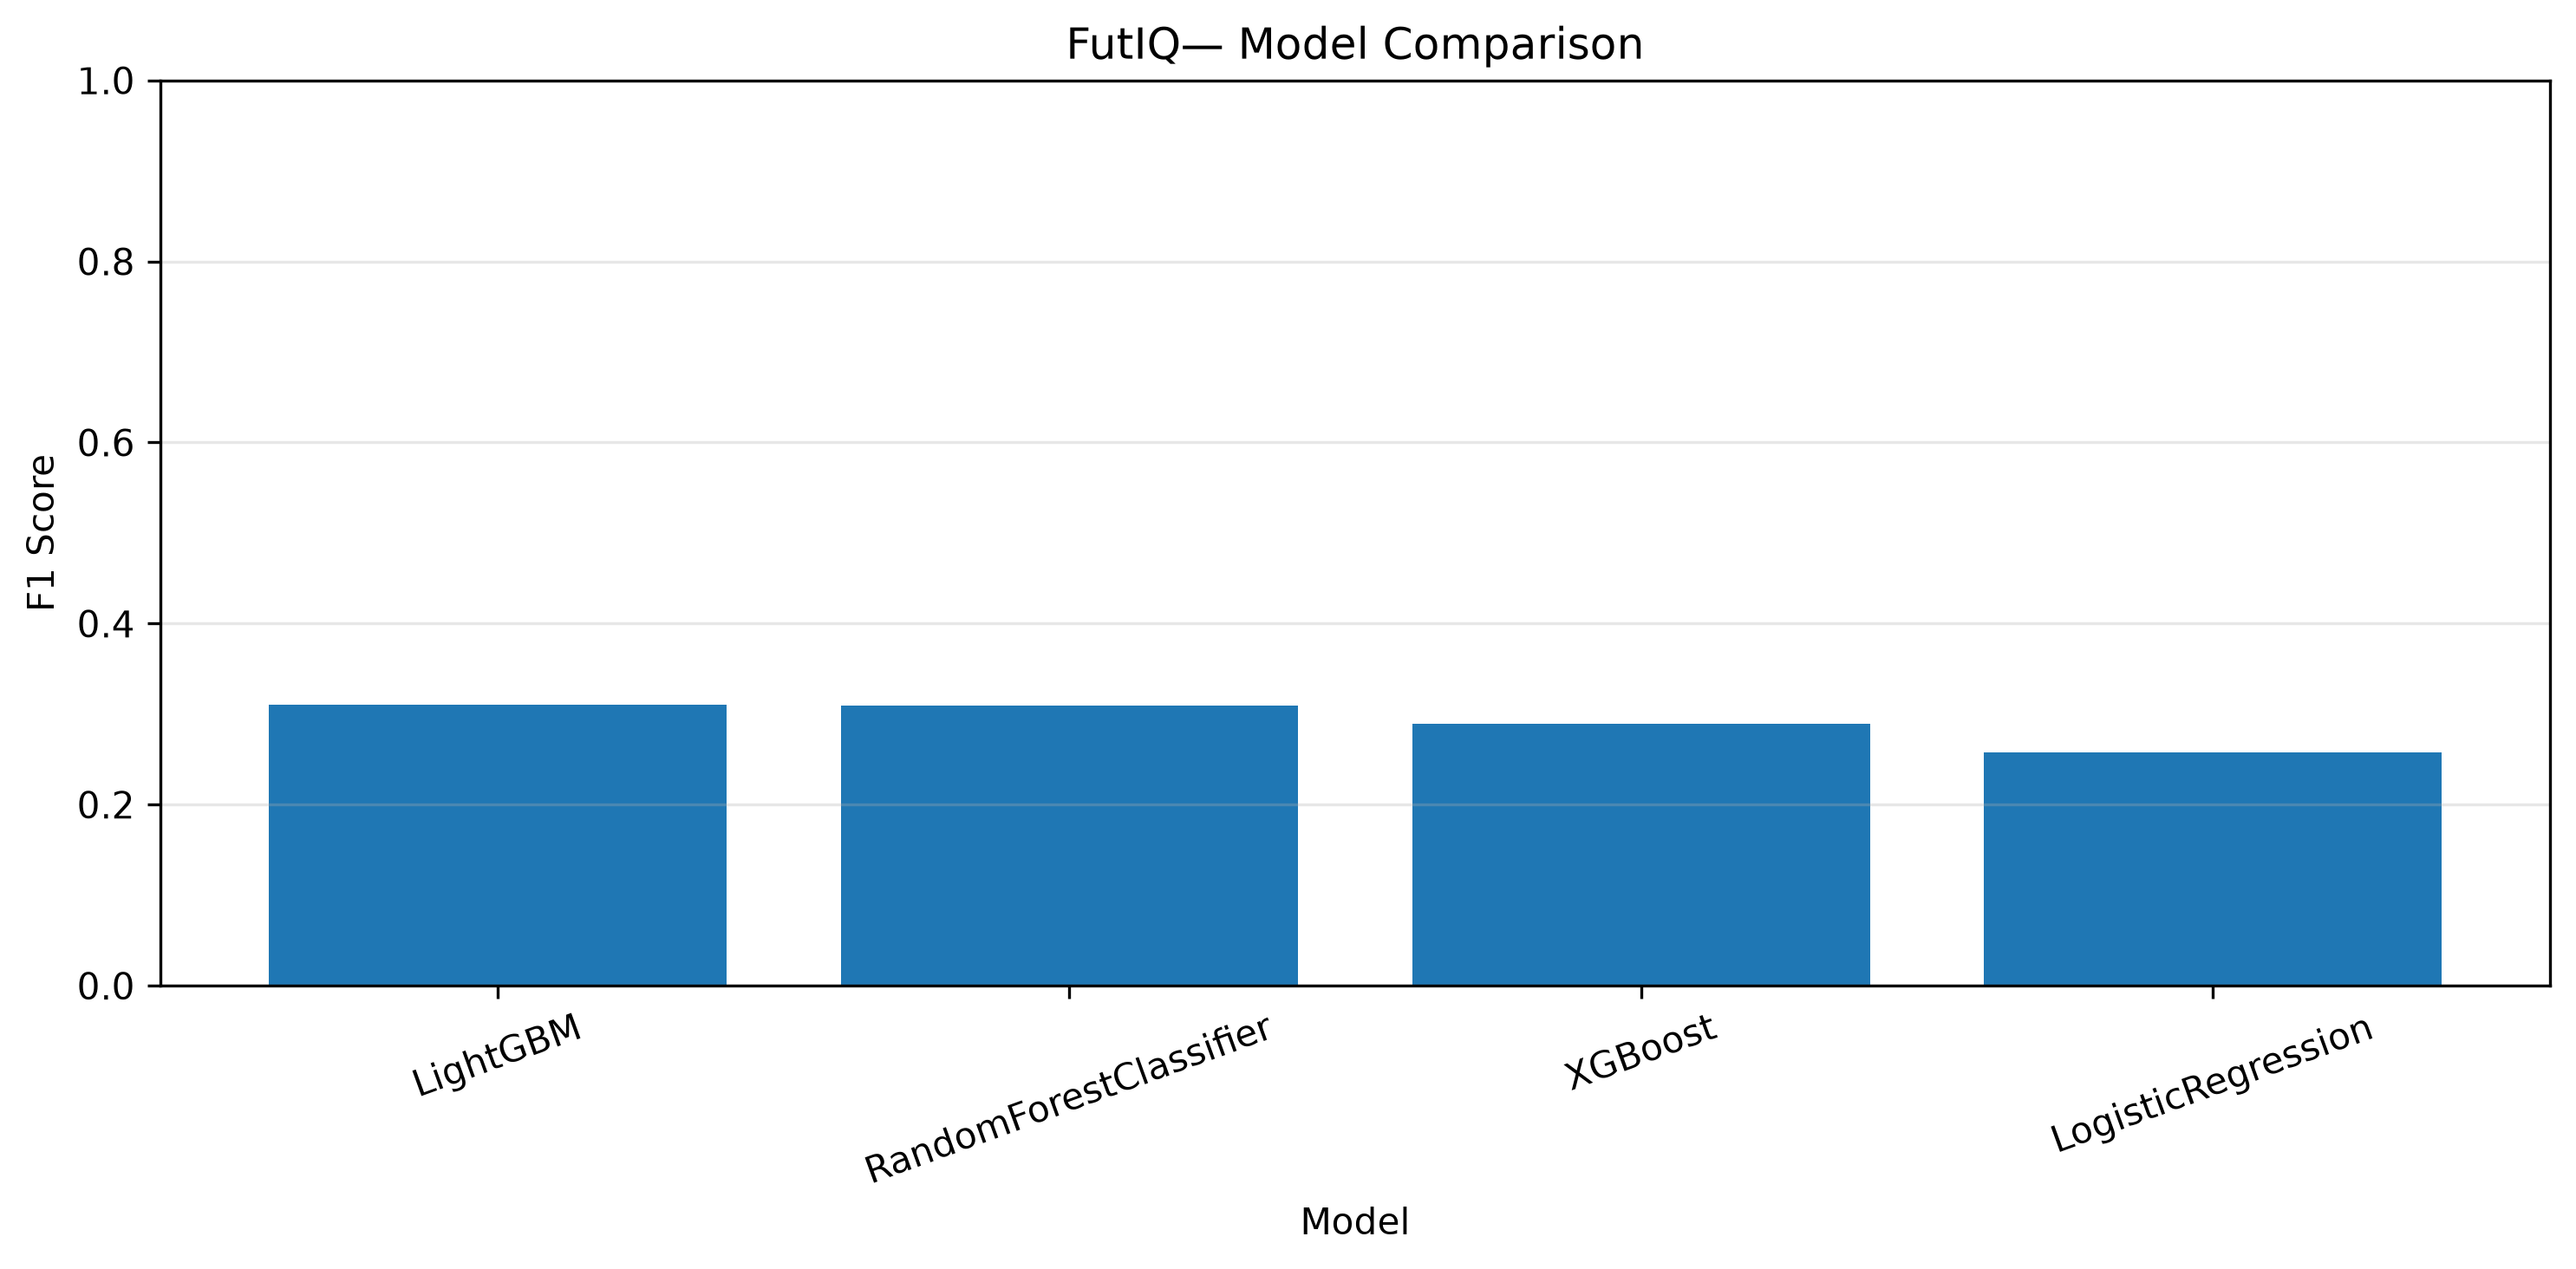 FutIQ— Model Comparison
1.0
0.8
0.6
0.4
0.2
0.0
F1 Score
LightGBM
RandomForestClassifier
XGBoost
LogisticRegression
Model